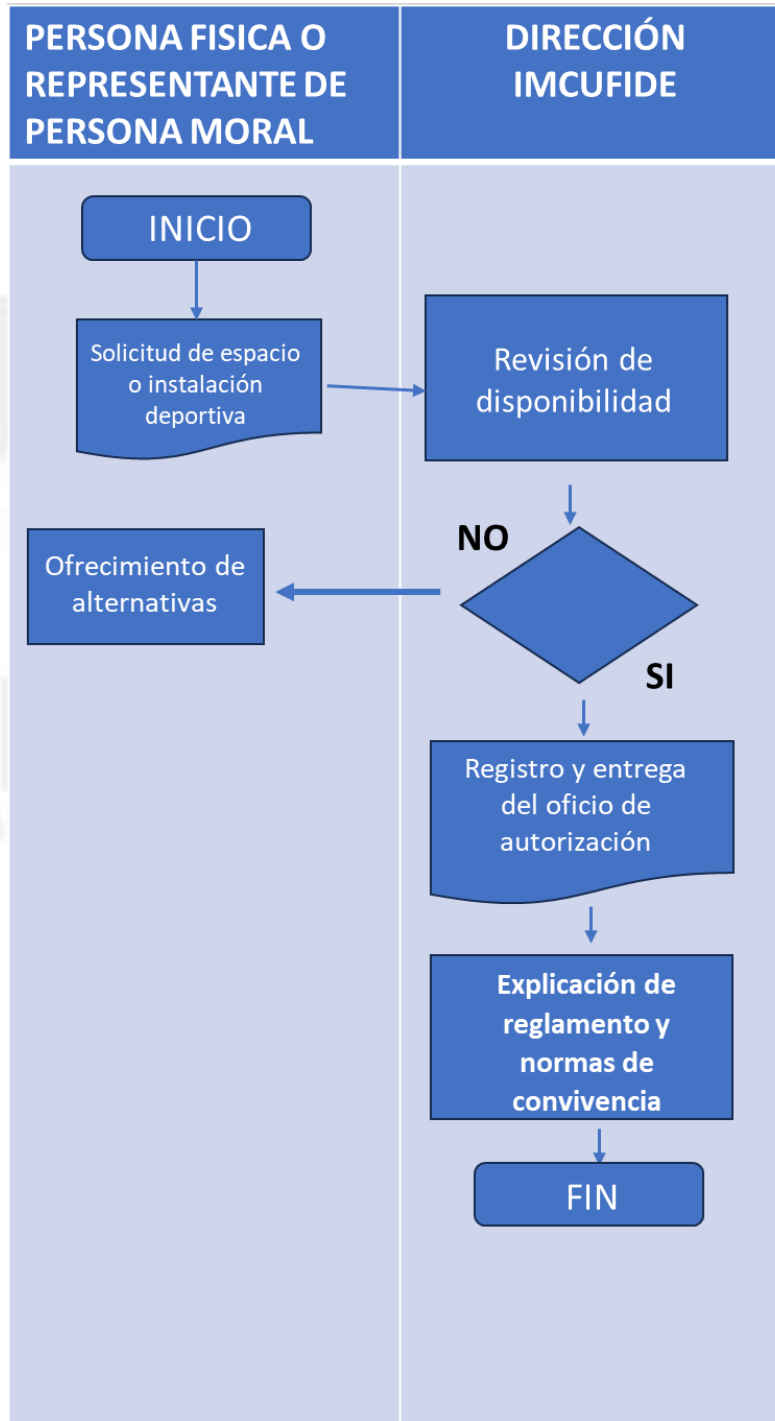 PERSONA FISICA O
REPRESENTANTE DE
PERSONA MORAL
DIRECCIÓN
IMCUFIDE
INICIO
Solicitud de espacio
o instalación
deportiva
Revisión de
disponibilidad
NO
Ofrecimiento de
alternativas
SI
Registro y entrega
del oficio de
autorización
Explicación de
reglamento y
normas de
convivencia
FIN